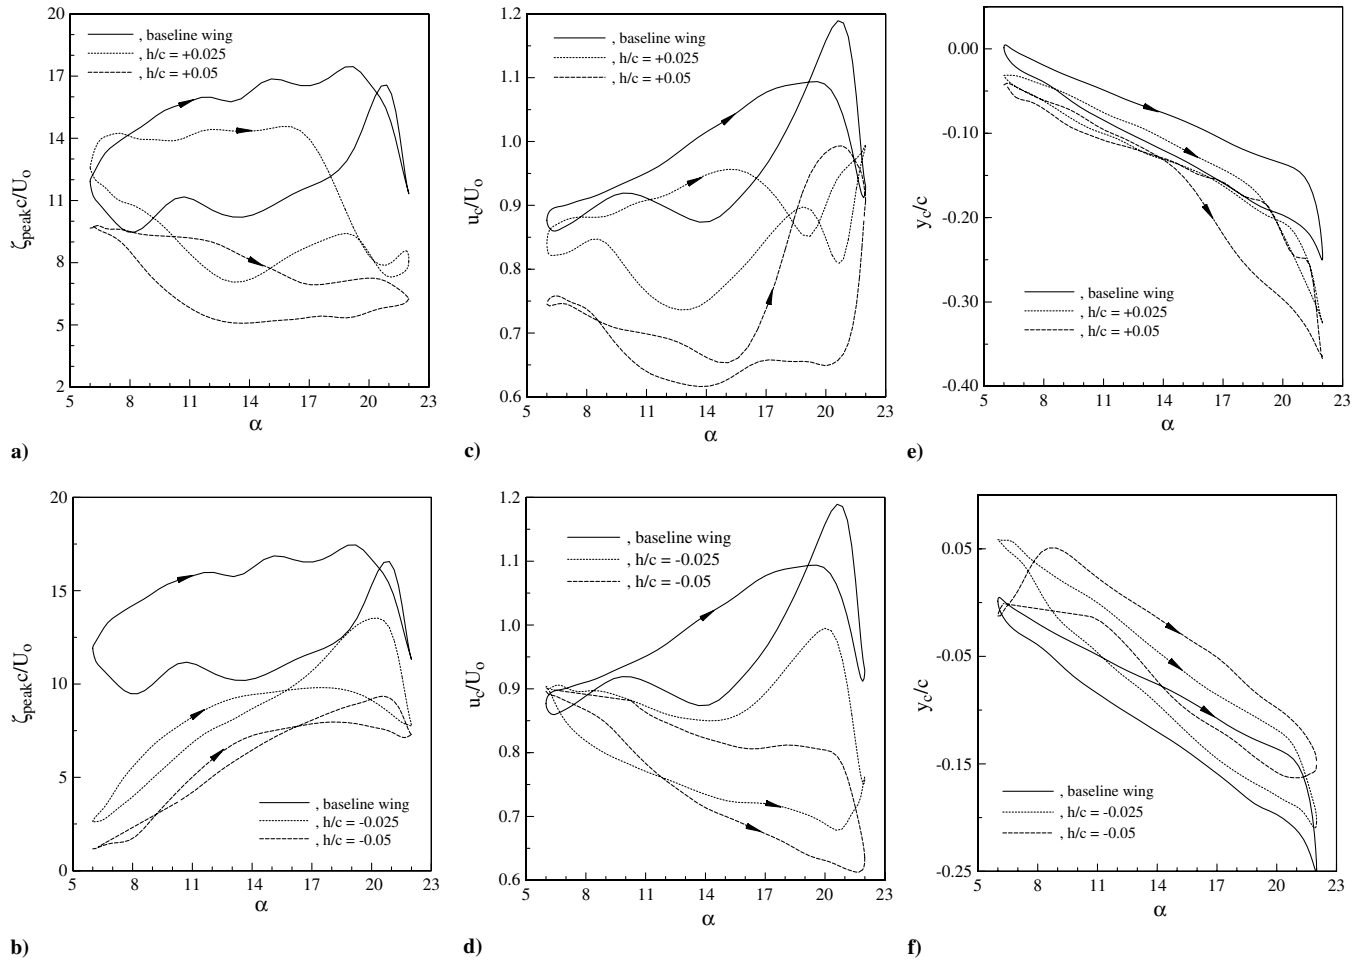 20
17
14
11
8
5
2
ζpeakc/Uo
, baseline wing
, h/c = +0.025
, h/c = +0.05
5 8 11 14 17 20 23
α
a)
1.2
1.1
1.0
0.9
0.8
0.7
0.6
uc/Uo
, baseline wing
, h/c = +0.025
, h/c = +0.05
5 8 11 14 17 20 23
α
c)
0.00
-0.10
-0.20
-0.30
-0.40
yc/c
, baseline wing
, h/c = +0.025
, h/c = +0.05
5 8 11 14 17 20 23
α
e)
20
15
10
5
0
ζpeakc/Uo
, baseline wing
, h/c = -0.025
, h/c = -0.05
5 8 11 14 17 20 23
α
b)
1.2
1.1
1.0
0.9
0.8
0.7
0.6
uc/Uo
, baseline wing
, h/c = -0.025
, h/c = -0.05
5 8 11 14 17 20 23
α
d)
0.05
-0.05
-0.15
-0.25
yc/c
, baseline wing
, h/c = -0.025
, h/c = -0.05
5 8 11 14 17 20 23
α
f)